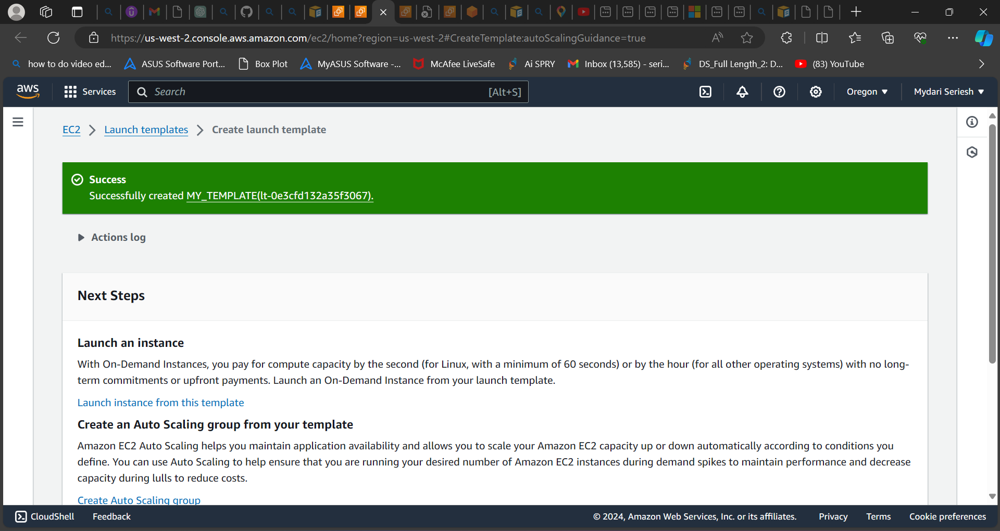 https://us-west-2.console.aws.amazon.com/ec2/home?region=us-west-2#CreateTemplate:autoScalingGuidance=true
how to do video ed... ASUS Software Port... Box Plot MyASUS Software -... McAfee LiveSafe Ai SPRY Inbox (13,585) - seri... DS_Full Length_2: D... (83) YouTube
aws Services Search [Alt+S] Oregon Mydari Seriesh
EC2 Launch templates Create launch template
Success
Successfully created MY_TEMPLATE(lt-0e3cfd132a35f3067).
Actions log
Next Steps
Launch an instance
With On-Demand Instances, you pay for compute capacity by the second (for Linux, with a minimum of 60 seconds) or by the hour (for all other operating systems) with no long-
term commitments or upfront payments. Launch an On-Demand Instance from your launch template.
Launch instance from this template
Create an Auto Scaling group from your template
Amazon EC2 Auto Scaling helps you maintain application availability and allows you to scale your Amazon EC2 capacity up or down automatically according to conditions you
define. You can use Auto Scaling to help ensure that you are running your desired number of Amazon EC2 instances during demand spikes to maintain performance and decrease
capacity during lulls to reduce costs.
Create Auto Scaling group
CloudShell Feedback © 2024, Amazon Web Services, Inc. or its affiliates. Privacy Terms Cookie preferences